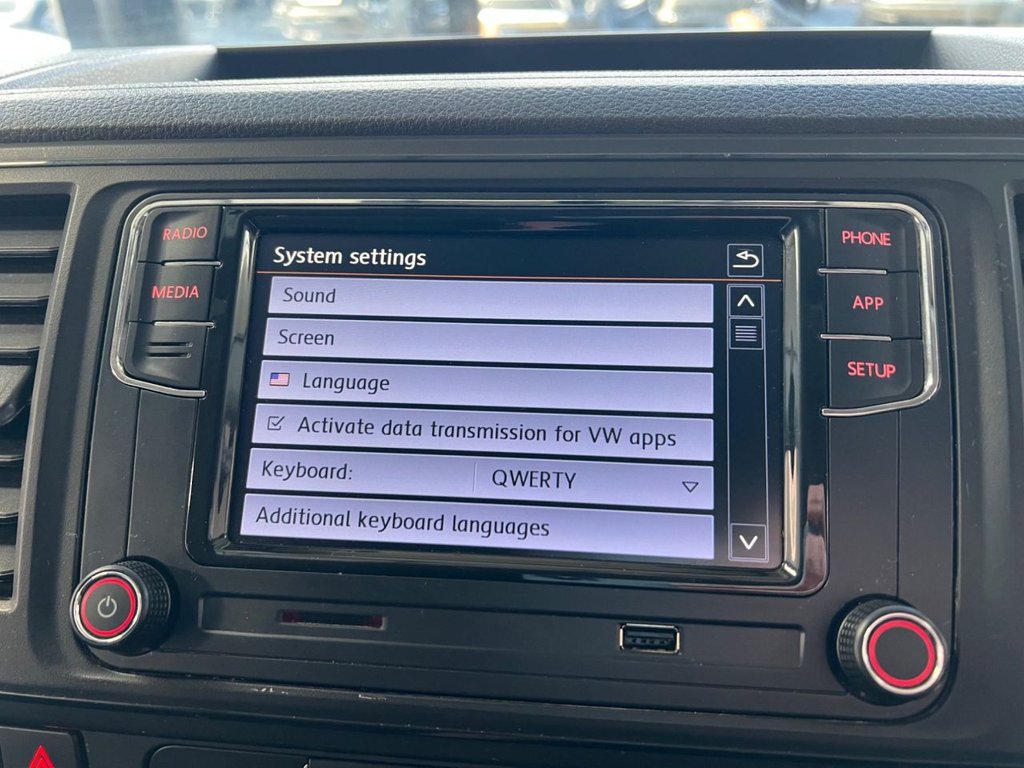 RADIO
MEDIA
System settings
Sound
Screen
Language
Activate data transmission for VW apps
Keyboard: QWERTY
Additional keyboard languages
PHONE
APP
SETUP